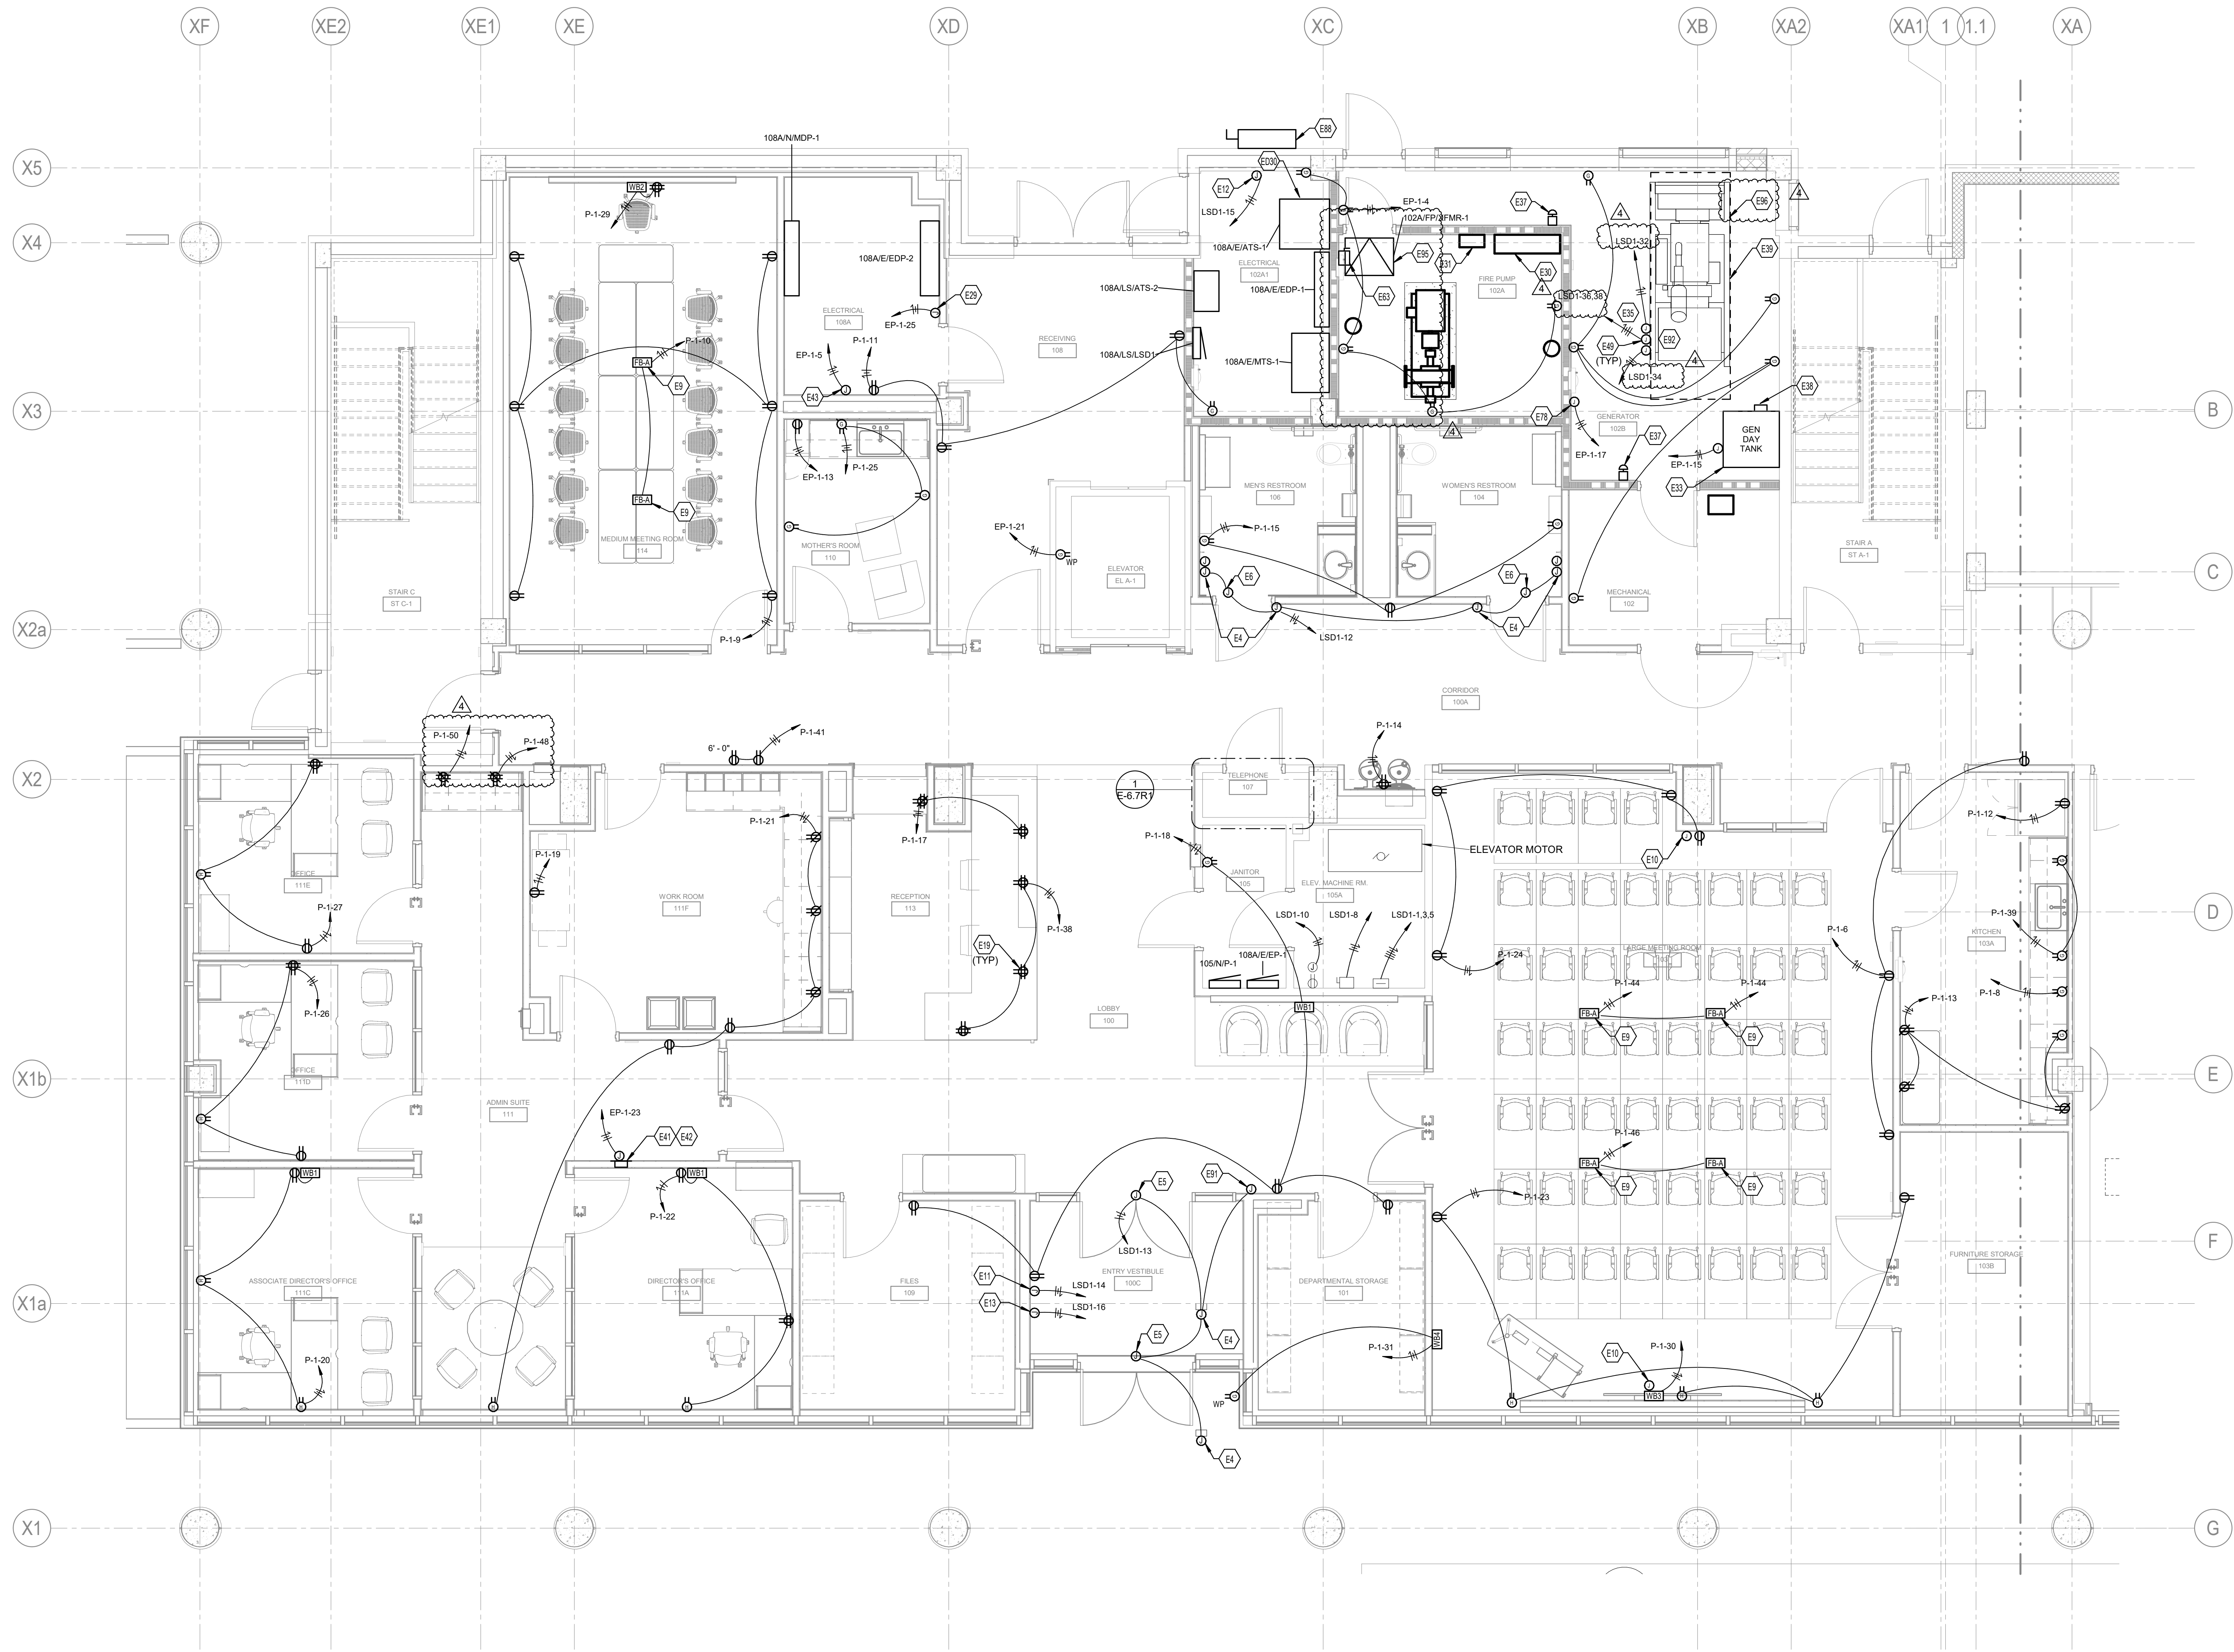 XF
XE2
XE1
XE
XD
XC
XB
XA2
XA1
1
1.1
XA
X5
X4
X3
X2a
X2
X1b
X1a
X1
B
C
D
E
F
G
108A/N/MDP-1
E88
WB2
P-1-29
ED30
E12
LSD1-15
EP-1-4
102A/FP/XFMR-1
E37
4
E96
4
LSD1-32
E39
108A/E/ATS-1
108A/E/EDP-2
ELECTRICAL
102A1
E95
E31
E30
E63
FIRE PUMP
102A
4
LSD1-36,38
108A/LS/ATS-2
108A/E/EDP-1
E29
EP-1-25
ELECTRICAL
108A
E35
E49
(TYP)
E92
4
LSD1-34
P-1-10
FB-A
E9
P-1-11
EP-1-5
RECEIVING
108
108A/LS/LSD1
108A/E/MTS-1
E43
E78
E38
GENERATOR
102B
GEN
DAY
TANK
4
E37
EP-1-17
EP-1-15
E33
EP-1-13
P-1-25
FB-A
E9
MEN'S RESTROOM
106
WOMEN'S RESTROOM
104
MEDIUM MEETING ROOM
114
MOTHER'S ROOM
110
EP-1-21
WP
P-1-15
ELEVATOR
EL A-1
E6
E6
STAIR A
ST A-1
STAIR C
ST C-1
MECHANICAL
102
P-1-9
E4
LSD1-12
E4
CORRIDOR
100A
4
P-1-50
P-1-48
6' - 0"
P-1-41
P-1-14
1
E-6.7R1
TELEPHONE
107
P-1-21
P-1-17
P-1-18
ELEVATOR MOTOR
P-1-12
P-1-19
E10
OFFICE
111E
JANITOR
105
ELEV. MACHINE RM.
105A
WORK ROOM
111F
RECEPTION
113
P-1-27
P-1-38
LSD1-10
LSD1-8
LSD1-1,3,5
P-1-39
KITCHEN
103A
P-1-6
E19
(TYP)
105/N/P-1
108A/E/EP-1
LARGE MEETING ROOM
103
P-1-24
P-1-26
P-1-44
P-1-44
P-1-8
P-1-13
LOBBY
100
WB1
FB-A
FB-A
E9
E9
OFFICE
111D
ADMIN SUITE
111
EP-1-23
E41
E42
P-1-46
FB-A
FB-A
E9
E9
WB1
WB1
E5
E91
P-1-22
P-1-23
LSD1-13
ASSOCIATE DIRECTOR'S OFFICE
111C
DIRECTOR'S OFFICE
111A
FILES
109
E11
LSD1-14
E13
LSD1-16
ENTRY VESTIBULE
100C
DEPARTMENTAL STORAGE
101
FURNITURE STORAGE
103B
E5
E4
WB4
P-1-31
E10
P-1-30
P-1-20
WP
WB3
E4